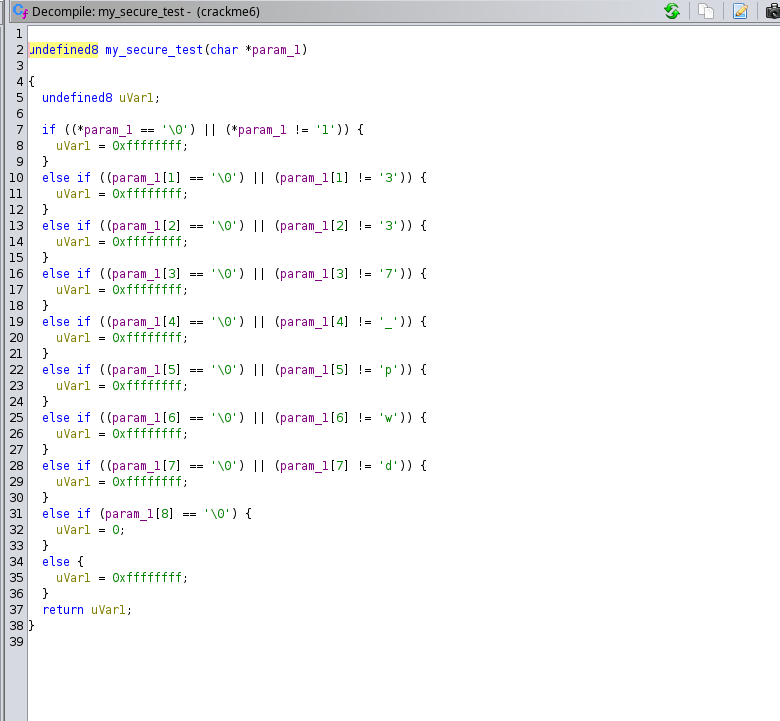 Decompile: my_secure_test - (crackme6)
1
2 undefined8 my_secure_test(char *param_1)
3
4 {
5   undefined8 uVar1;
6
7   if ((*param_1 == '\0') || (*param_1 != '1')) {
8     uVar1 = 0xffffffff;
9   }
10   else if ((param_1[1] == '\0') || (param_1[1] != '3')) {
11     uVar1 = 0xffffffff;
12   }
13   else if ((param_1[2] == '\0') || (param_1[2] != '3')) {
14     uVar1 = 0xffffffff;
15   }
16   else if ((param_1[3] == '\0') || (param_1[3] != '7')) {
17     uVar1 = 0xffffffff;
18   }
19   else if ((param_1[4] == '\0') || (param_1[4] != '_')) {
20     uVar1 = 0xffffffff;
21   }
22   else if ((param_1[5] == '\0') || (param_1[5] != 'p')) {
23     uVar1 = 0xffffffff;
24   }
25   else if ((param_1[6] == '\0') || (param_1[6] != 'w')) {
26     uVar1 = 0xffffffff;
27   }
28   else if ((param_1[7] == '\0') || (param_1[7] != 'd')) {
29     uVar1 = 0xffffffff;
30   }
31   else if (param_1[8] == '\0') {
32     uVar1 = 0;
33   }
34   else {
35     uVar1 = 0xffffffff;
36   }
37   return uVar1;
38 }
39